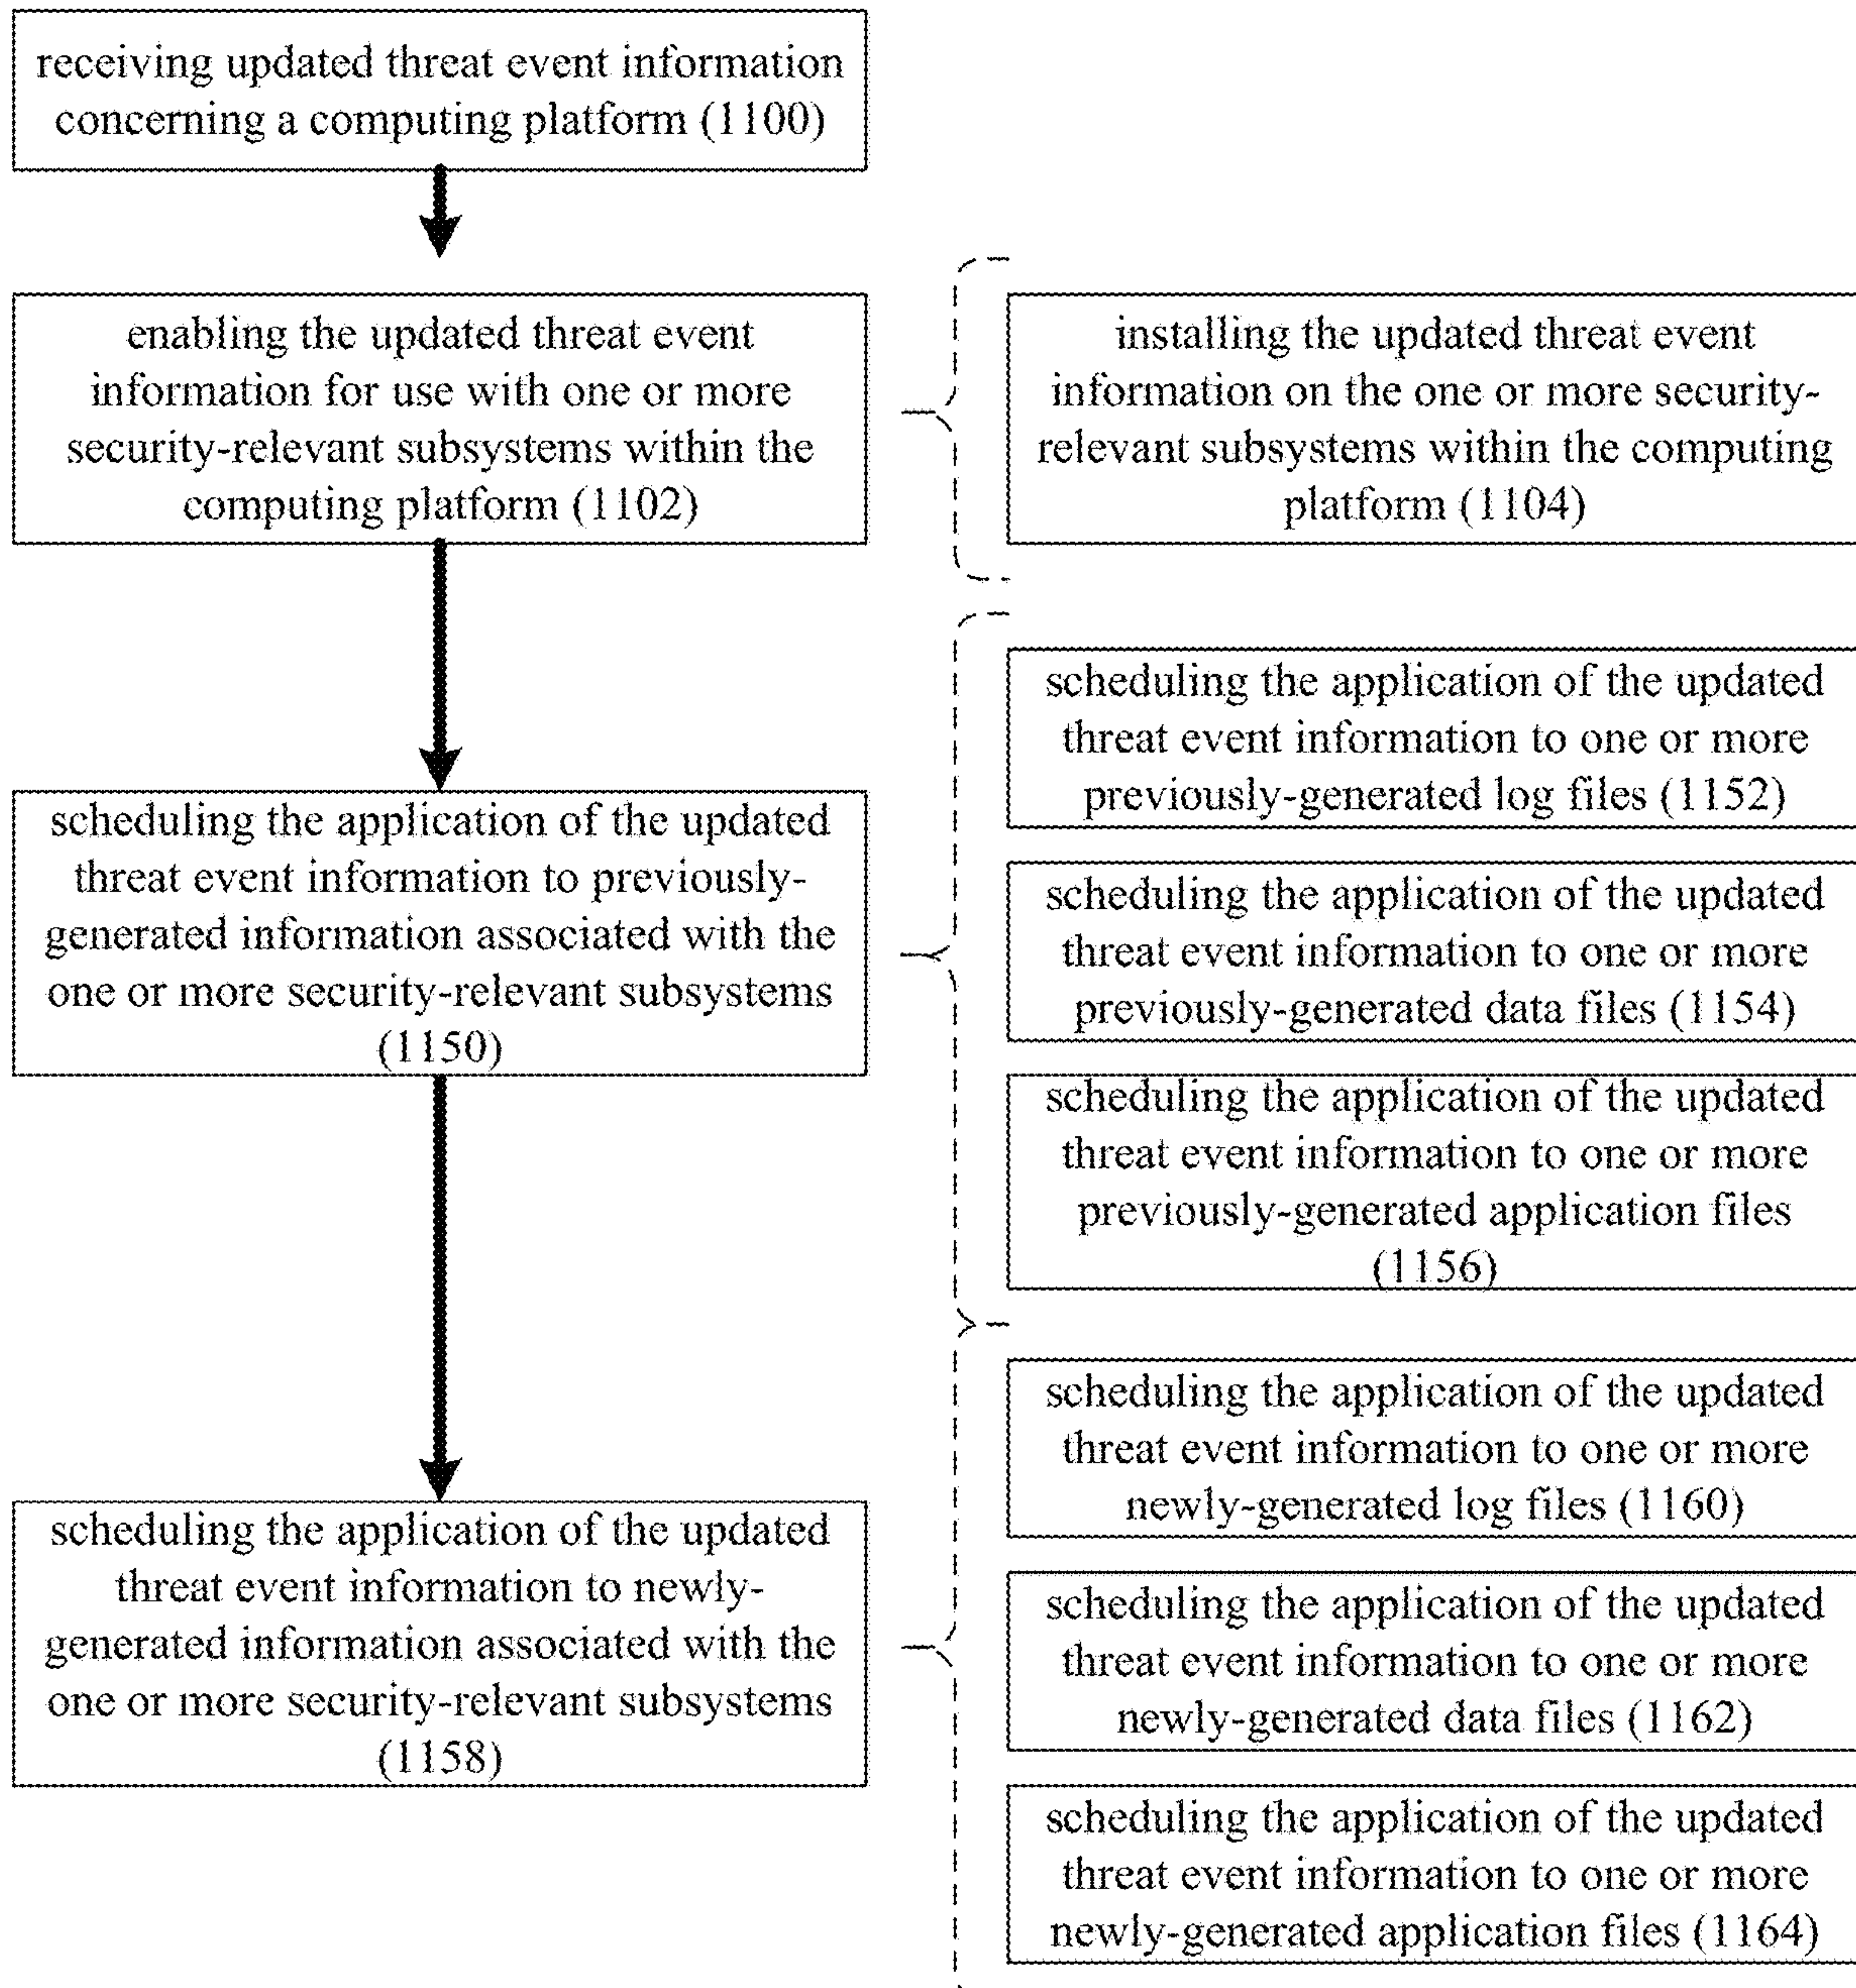 receiving updated threat event information
concerning a computing platform (1100)
enabling the updated threat event
information for use with one or more
security-relevant subsystems within the
computing platform (1102)
installing the updated threat event
information on the one or more security-
relevant subsystems within the computing
platform (1104)
scheduling the application of the updated
threat event information to previously-
generated information associated with the
one or more security-relevant subsystems
(1150)
scheduling the application of the updated
threat event information to one or more
previously-generated log files (1152)
scheduling the application of the updated
threat event information to one or more
previously-generated data files (1154)
scheduling the application of the updated
threat event information to one or more
previously-generated application files
(1156)
scheduling the application of the updated
threat event information to newly-
generated information associated with the
one or more security-relevant subsystems
(1158)
scheduling the application of the updated
threat event information to one or more
newly-generated log files (1160)
scheduling the application of the updated
threat event information to one or more
newly-generated data files (1162)
scheduling the application of the updated
threat event information to one or more
newly-generated application files (1164)